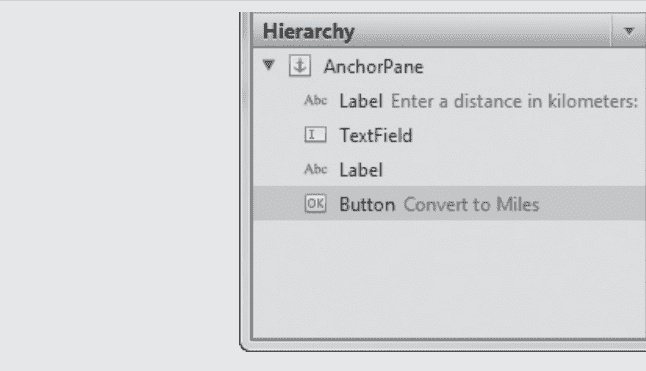 Hierarchy
AnchorPane
Abc Label Enter a distance in kilometers:
I TextField
Abc Label
OK Button Convert to Miles